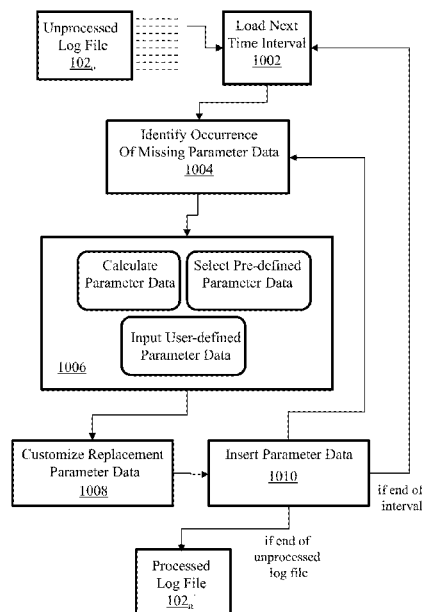 Unprocessed
Log File
102
Load Next
Time Interval
1002
Identify Occurrence
Of Missing Parameter Data
1004
Calculate
Parameter Data
Select Pre-defined
Parameter Data
Input User-defined
Parameter Data
1006
Customize Replacement
Parameter Data
1008
Insert Parameter Data
1010
if end of
interval
if end of
unprocessed
log file
Processed
Log File
102